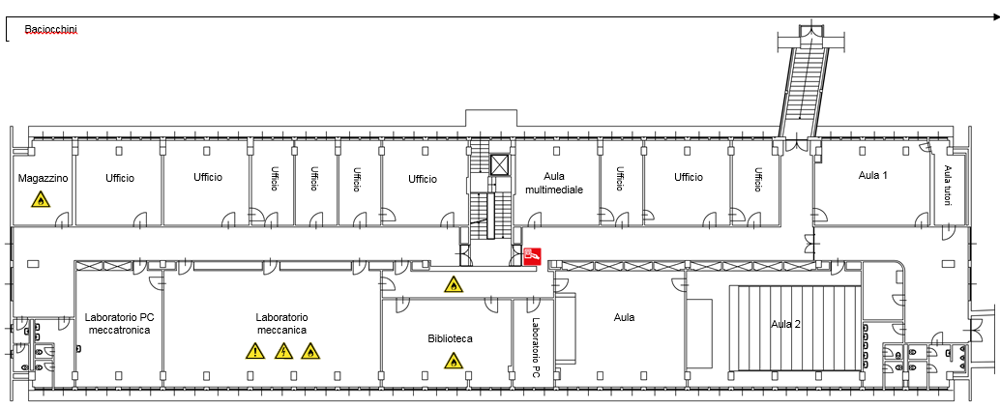 Baciocchini
Magazzino
Ufficio
Ufficio
Ufficio
Ufficio
Ufficio
Ufficio
Aula
multimediale
Ufficio
Ufficio
Ufficio
Aula 1
Aula tutori
Laboratorio PC
meccatronica
Laboratorio
meccanica
Biblioteca
Laboratorio PC
Aula
Aula 2